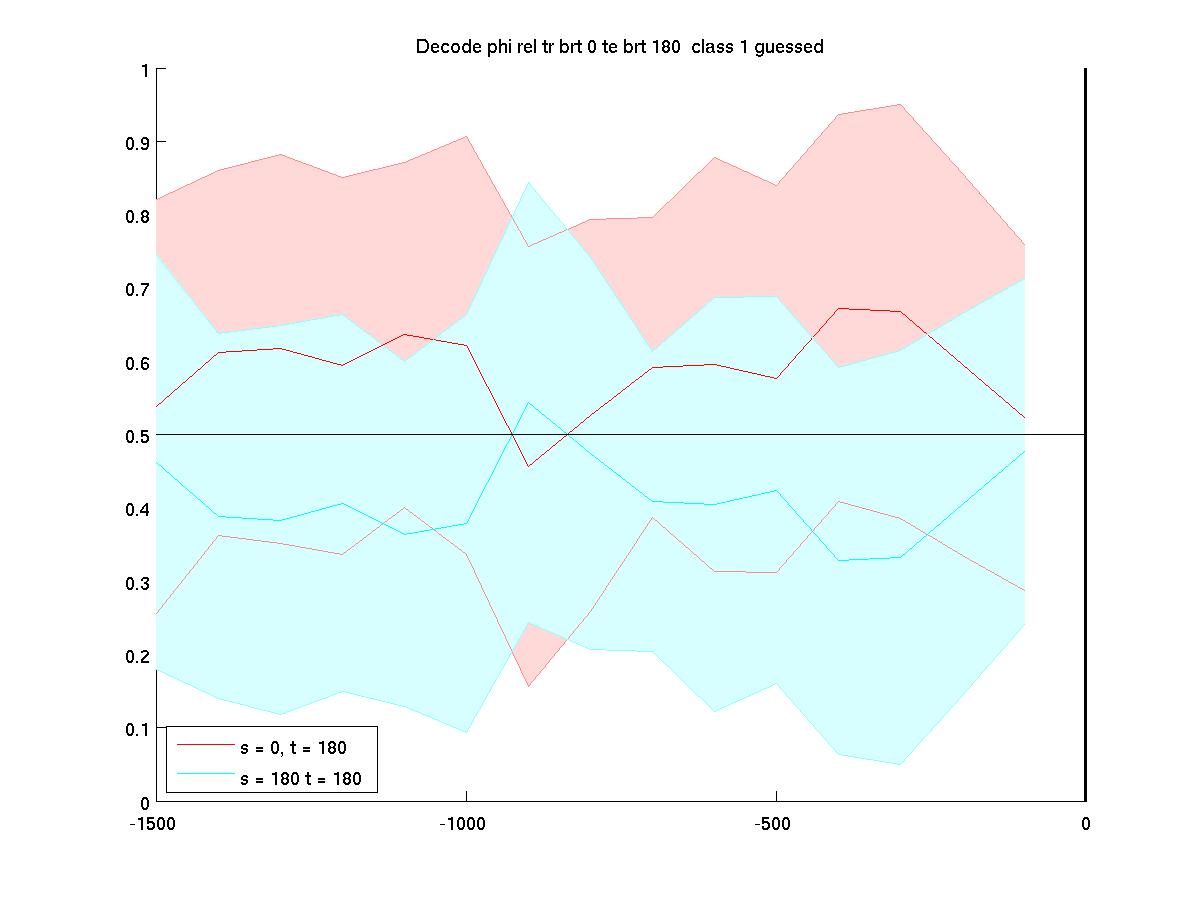 Decode phi rel tr brt 0 te brt 180  class 1 guessed
1
0.9
0.8
0.7
0.6
0.5
0.4
0.3
0.2
0.1
0
s = 0, t = 180
s = 180 t = 180
-1500 -1000 -500 0